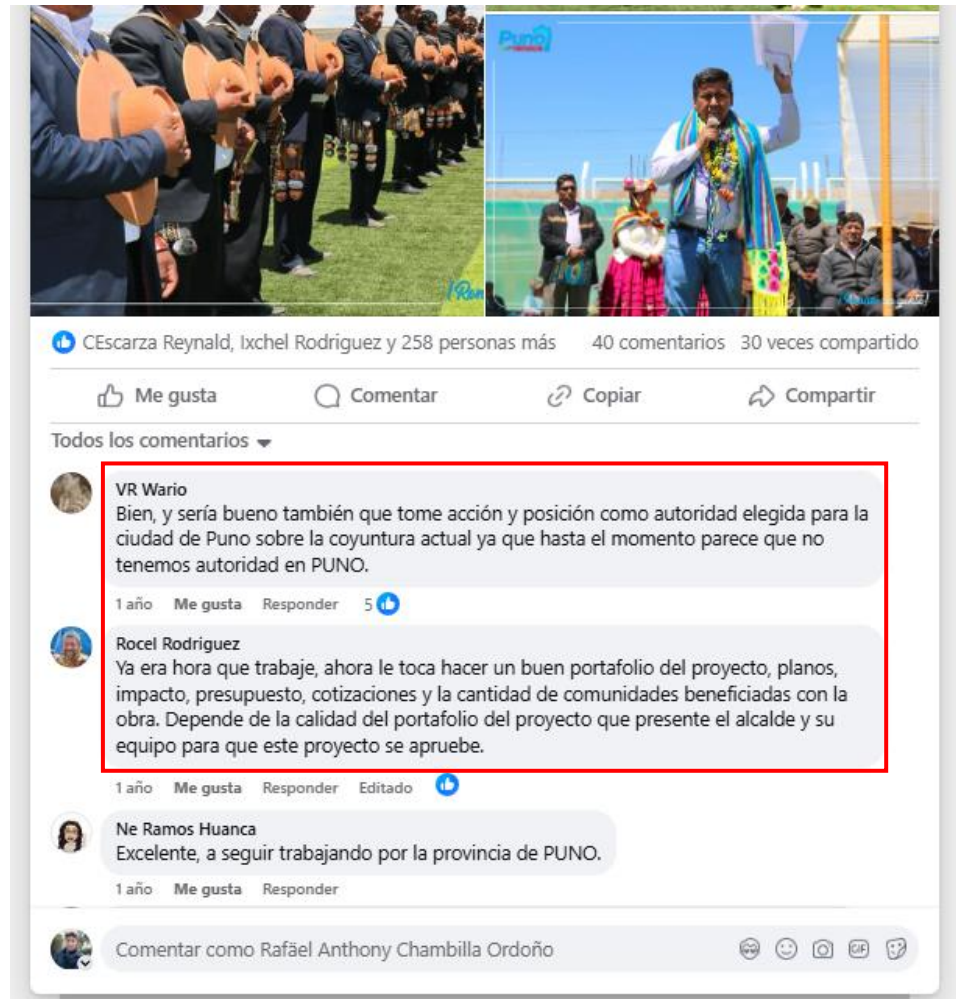 Puno
CEscarza Reynald, Ixchel Rodriguez y 258 personas más 40 comentarios 30 veces compartido
Me gusta Comentar Copiar Compartir
Todos los comentarios
VR Wario
Bien, y sería bueno también que tome acción y posición como autoridad elegida para la
ciudad de Puno sobre la coyuntura actual ya que hasta el momento parece que no
tenemos autoridad en PUNO.
1 año Me gusta Responder 5
Rocel Rodriguez
Ya era hora que trabaje, ahora le toca hacer un buen portafolio del proyecto, planos,
impacto, presupuesto, cotizaciones y la cantidad de comunidades beneficiadas con la
obra. Depende de la calidad del portafolio del proyecto que presente el alcalde y su
equipo para que este proyecto se apruebe.
1 año Me gusta Responder Editado
Ne Ramos Huanca
Excelente, a seguir trabajando por la provincia de PUNO.
1 año Me gusta Responder
Comentar como Rafäel Anthony Chambilla Ordoño
GIF